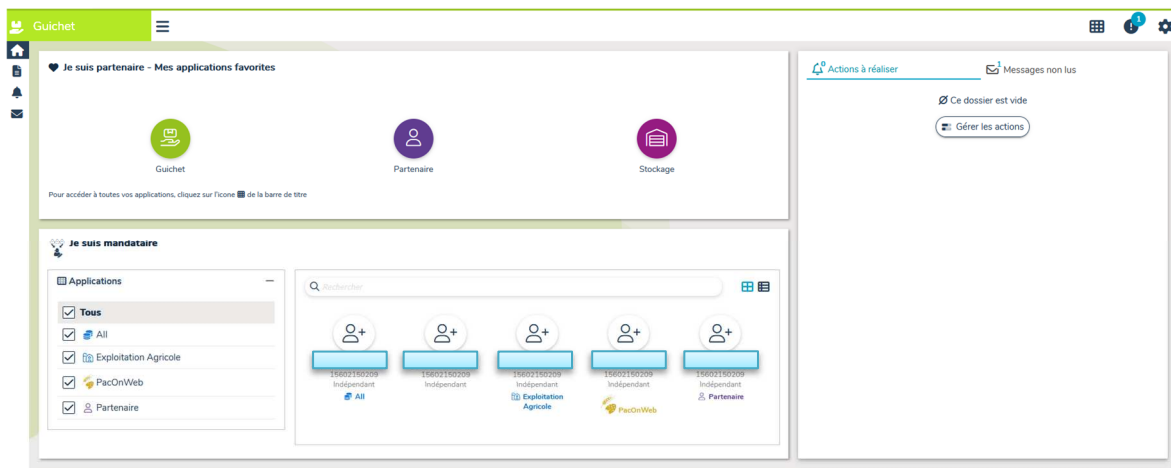 Guichet
1
Je suis partenaire - Mes applications favorites
Guichet
Partenaire
Stockage
Pour accéder à toutes vos applications, cliquez sur l'icone de la barre de titre
0 Actions à réaliser
1 Messages non lus
Ce dossier est vide
Gérer les actions
Je suis mandataire
Applications
Tous
All
Exploitation Agricole
PacOnWeb
Partenaire
Rechercher
15602150209
Indépendant
All
15602150209
Indépendant
15602150209
Indépendant
Exploitation
Agricole
15602150209
Indépendant
PacOnWeb
15602150209
Indépendant
Partenaire